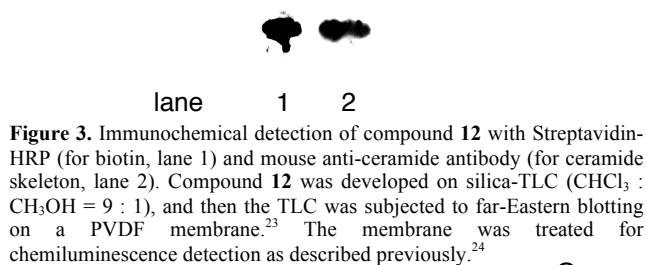 lane 1 2
Figure 3. Immunochemical detection of compound 12 with Streptavidin-
HRP (for biotin, lane 1) and mouse anti-ceramide antibody (for ceramide
skeleton, lane 2). Compound 12 was developed on silica-TLC (CHCl₃ :
CH₃OH = 9 : 1), and then the TLC was subjected to far-Eastern blotting
on a PVDF membrane.²³ The membrane was treated for
chemiluminescence detection as described previously.²⁴